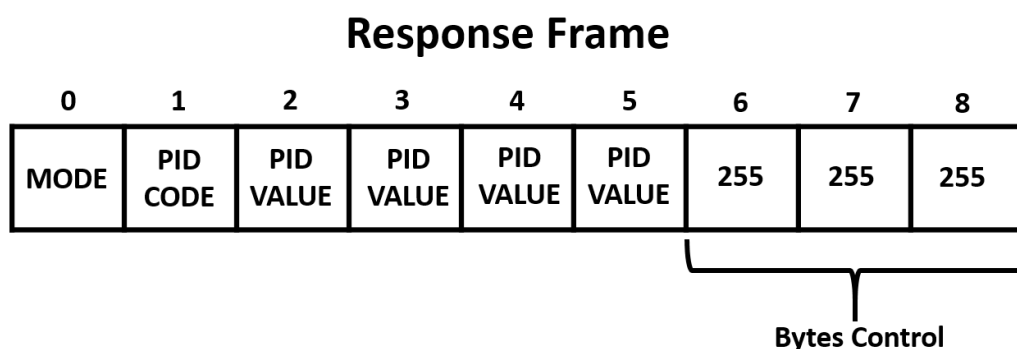 Response Frame
0 1 2 3 4 5 6 7 8
MODE PID CODE PID VALUE PID VALUE PID VALUE PID VALUE 255 255 255
Bytes Control